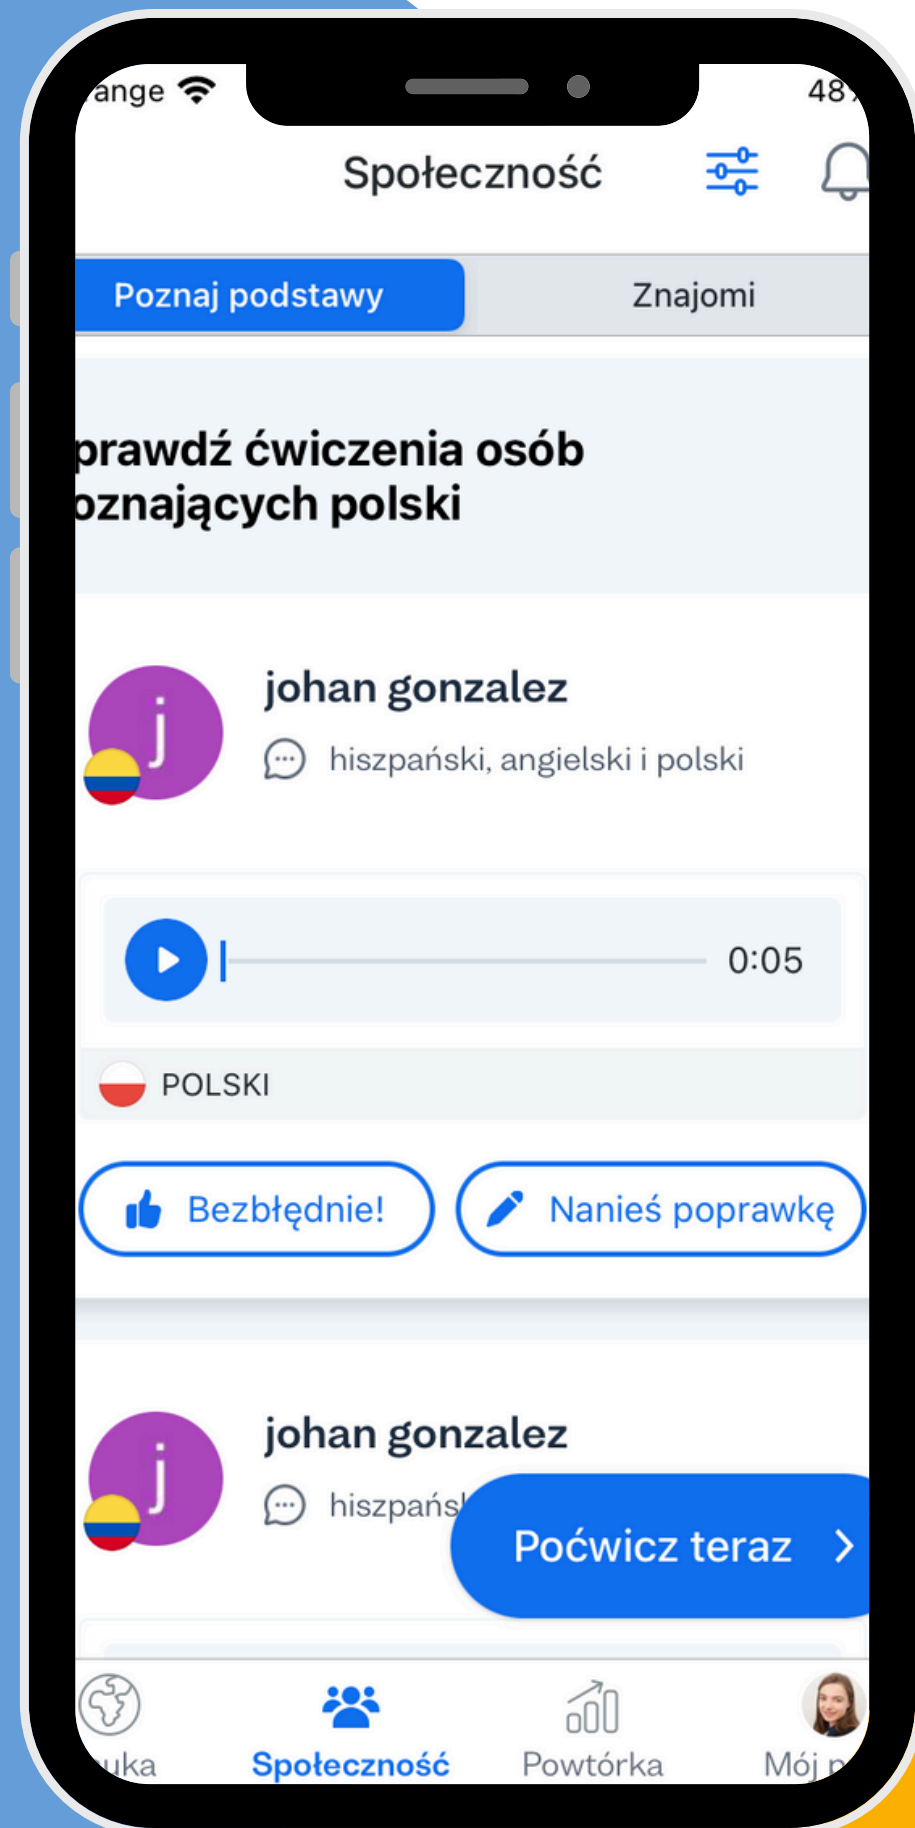 ange
48
Społeczność
Poznaj podstawy
Znajomi
prawdź ćwiczenia osób
oznających polski
j
johan gonzalez
hiszpański, angielski i polski
0:05
POLSKI
Bezbłędnie!
Nanieś poprawkę
j
johan gonzalez
hiszpańs
Poćwicz teraz
uka
Społeczność
Powtórka
Mój p